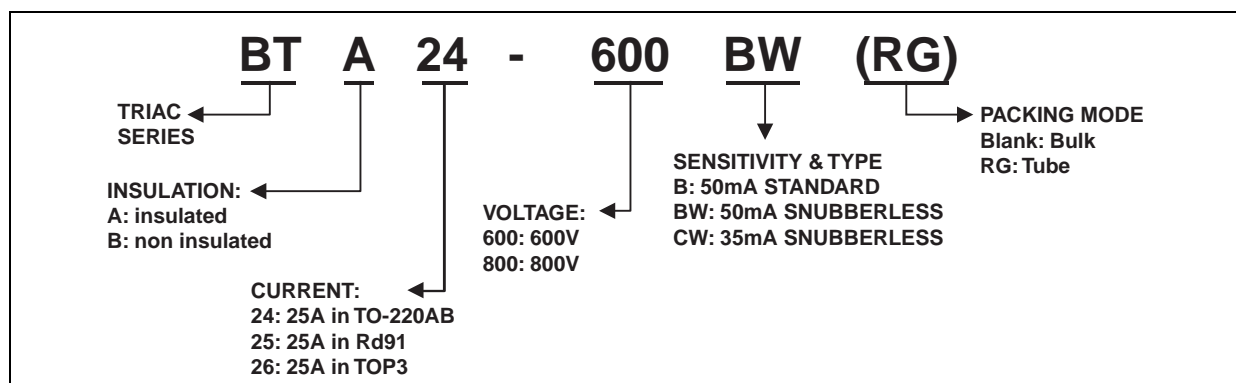 BT A 24 - 600 BW (RG)
TRIAC
SERIES
INSULATION:
A: insulated
B: non insulated
CURRENT:
24: 25A in TO-220AB
25: 25A in Rd91
26: 25A in TOP3
VOLTAGE:
600: 600V
800: 800V
SENSITIVITY & TYPE
B: 50mA STANDARD
BW: 50mA SNUBBERLESS
CW: 35mA SNUBBERLESS
PACKING MODE
Blank: Bulk
RG: Tube